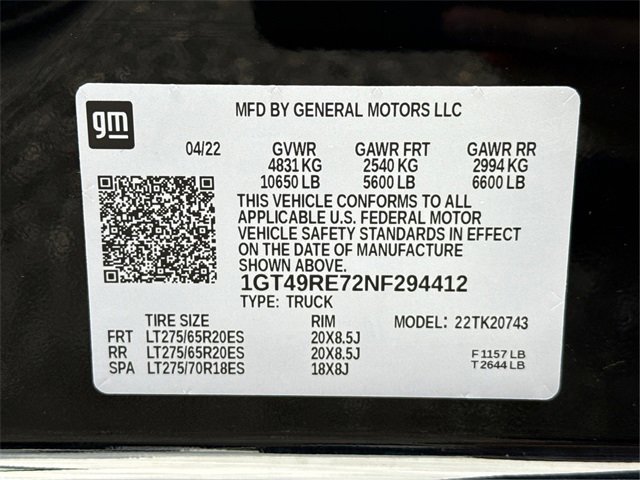 gm
MFD BY GENERAL MOTORS LLC
04/22 GVWR GAWR FRT GAWR RR
4831 KG 2540 KG 2994 KG
10650 LB 5600 LB 6600 LB
THIS VEHICLE CONFORMS TO ALL
APPLICABLE U.S. FEDERAL MOTOR
VEHICLE SAFETY STANDARDS IN EFFECT
ON THE DATE OF MANUFACTURE
SHOWN ABOVE.
1GT49RE72NF294412
TYPE: TRUCK
TIRE SIZE RIM MODEL: 22TK20743
FRT LT275/65R20ES 20X8.5J
RR LT275/65R20ES 20X8.5J F 1157 LB
SPA LT275/70R18ES 18X8J T 2644 LB